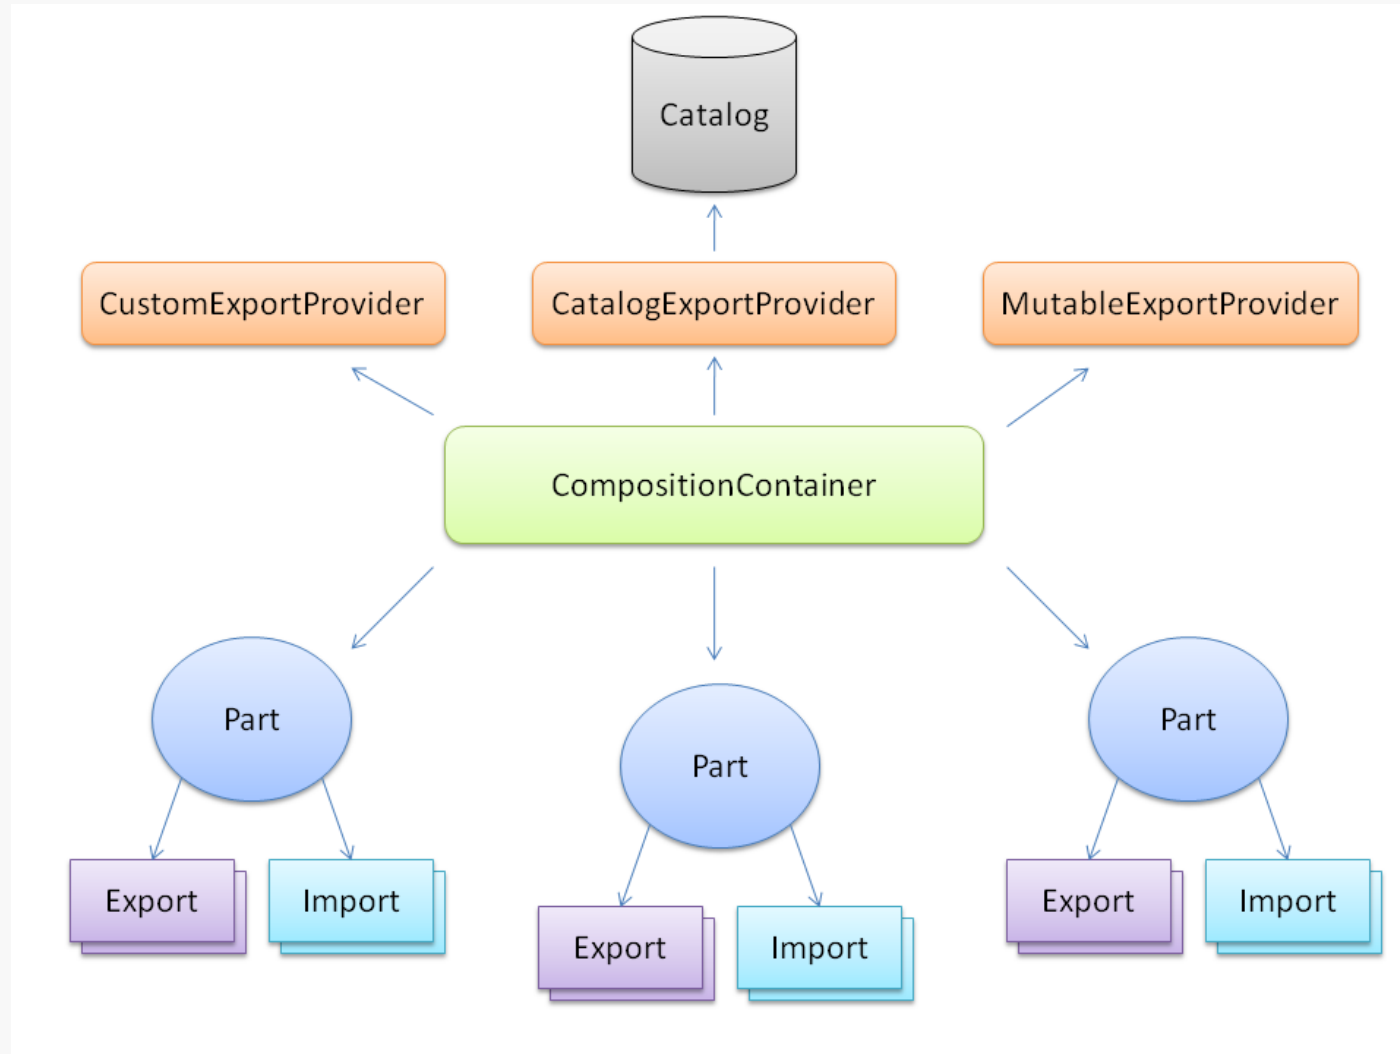 Catalog
CustomExportProvider
CatalogExportProvider
MutableExportProvider
CompositionContainer
Part
Part
Part
Export
Import
Export
Import
Export
Import